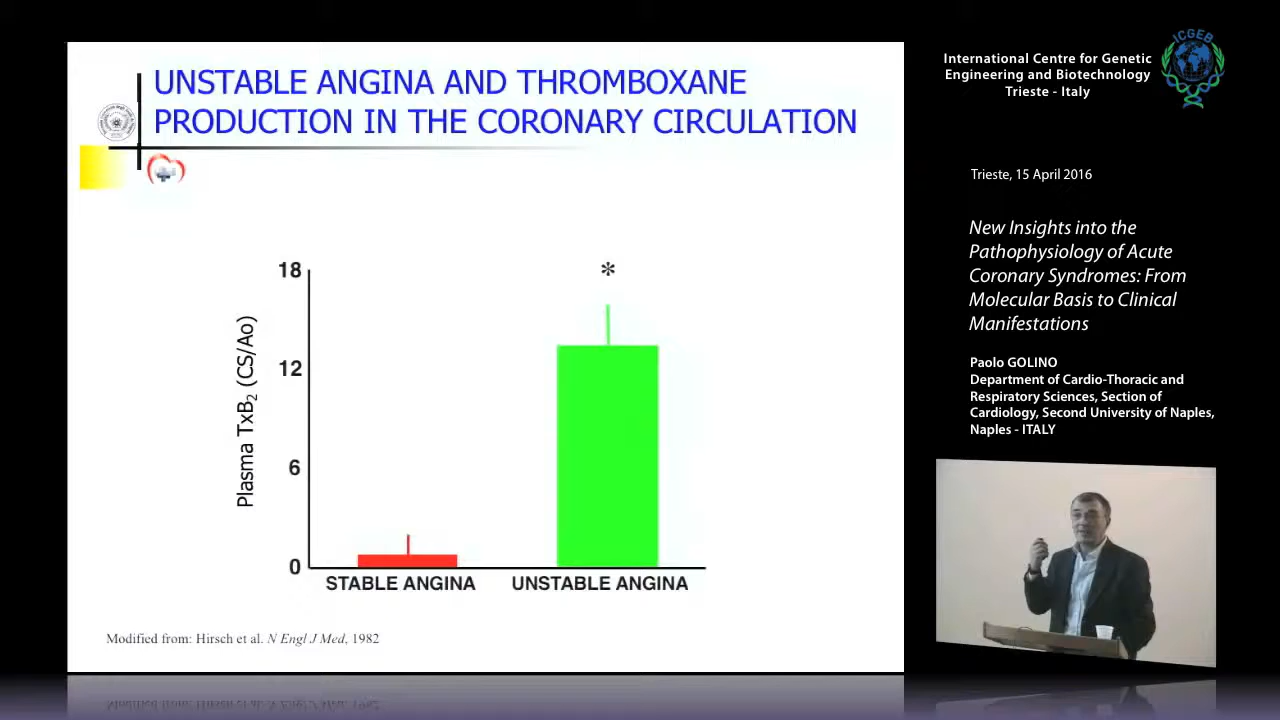 UNSTABLE ANGINA AND THROMBOXANE
PRODUCTION IN THE CORONARY CIRCULATION
18
*
12
6
0
Plasma TxB₂ (CS/Ao)
STABLE ANGINA
UNSTABLE ANGINA
Modified from: Hirsch et al. N Engl J Med, 1982
International Centre for Genetic
Engineering and Biotechnology
Trieste - Italy
ICGEB
Trieste, 15 April 2016
New Insights into the
Pathophysiology of Acute
Coronary Syndromes: From
Molecular Basis to Clinical
Manifestations
Paolo GOLINO
Department of Cardio-Thoracic and
Respiratory Sciences, Section of
Cardiology, Second University of Naples,
Naples - ITALY